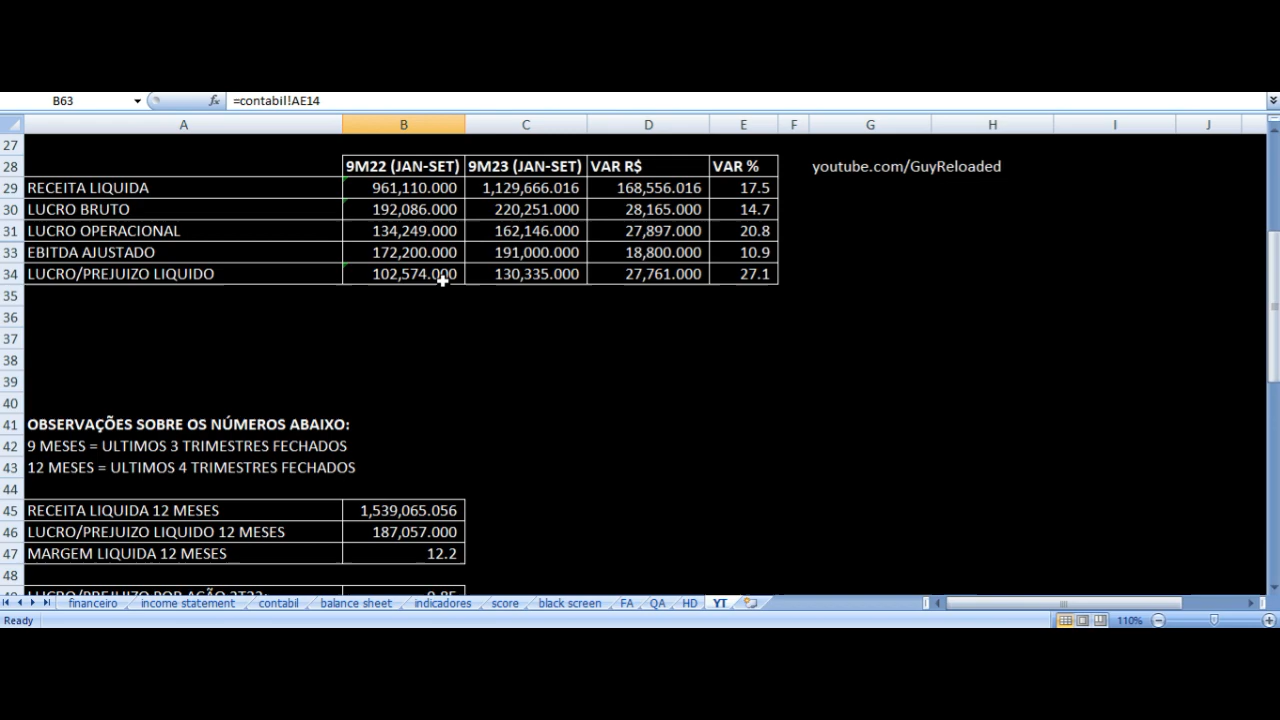 B63 fx =contabil!AE14
A B C D E F G H I J
27
28 9M22 (JAN-SET) 9M23 (JAN-SET) VAR R$ VAR % youtube.com/GuyReloaded
29 RECEITA LIQUIDA 961,110.000 1,129,666.016 168,556.016 17.5
30 LUCRO BRUTO 192,086.000 220,251.000 28,165.000 14.7
31 LUCRO OPERACIONAL 134,249.000 162,146.000 27,897.000 20.8
33 EBITDA AJUSTADO 172,200.000 191,000.000 18,800.000 10.9
34 LUCRO/PREJUIZO LIQUIDO 102,574.000 130,335.000 27,761.000 27.1
35
36
37
38
39
40
41 OBSERVAÇÕES SOBRE OS NÚMEROS ABAIXO:
42 9 MESES = ULTIMOS 3 TRIMESTRES FECHADOS
43 12 MESES = ULTIMOS 4 TRIMESTRES FECHADOS
44
45 RECEITA LIQUIDA 12 MESES 1,539,065.056
46 LUCRO/PREJUIZO LIQUIDO 12 MESES 187,057.000
47 MARGEM LIQUIDA 12 MESES 12.2
48
financeiro income statement contabil balance sheet indicadores score black screen FA QA HD YT
Ready 110%